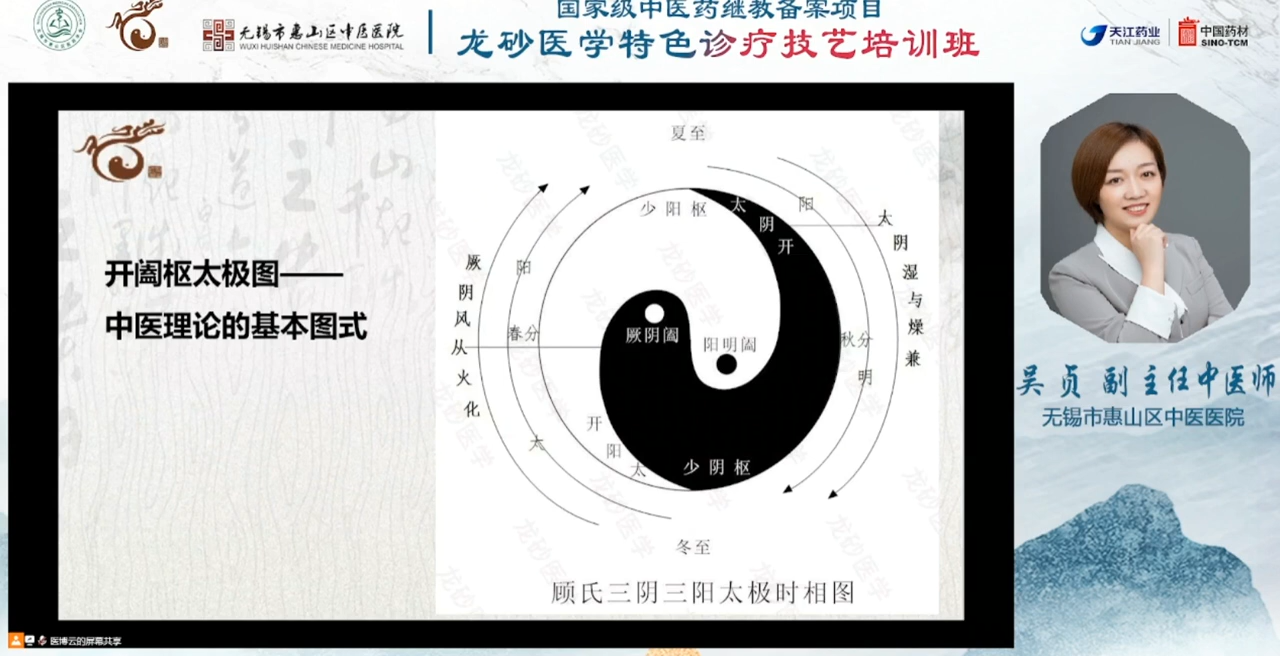 国家级中医药继教备案项目
龙砂医学特色诊疗技艺培训班
无锡市惠山区中医医院
WUXI HUISHAN CHINESE MEDICINE HOSPITAL
天江药业
TIAN JIANG
中国药材
SINO-TCM
开阖枢太极图——
中医理论的基本图式
夏至
少阳枢
太阴开
阳明
太阴湿与燥兼
厥阴风从火化
太阳
春分
秋分
厥阴阖
阳明阖
太阳开
少阴枢
冬至
顾氏三阴三阳太极时相图
龙砂医学
吴贞 副主任中医师
无锡市惠山区中医医院
医博云的屏幕共享